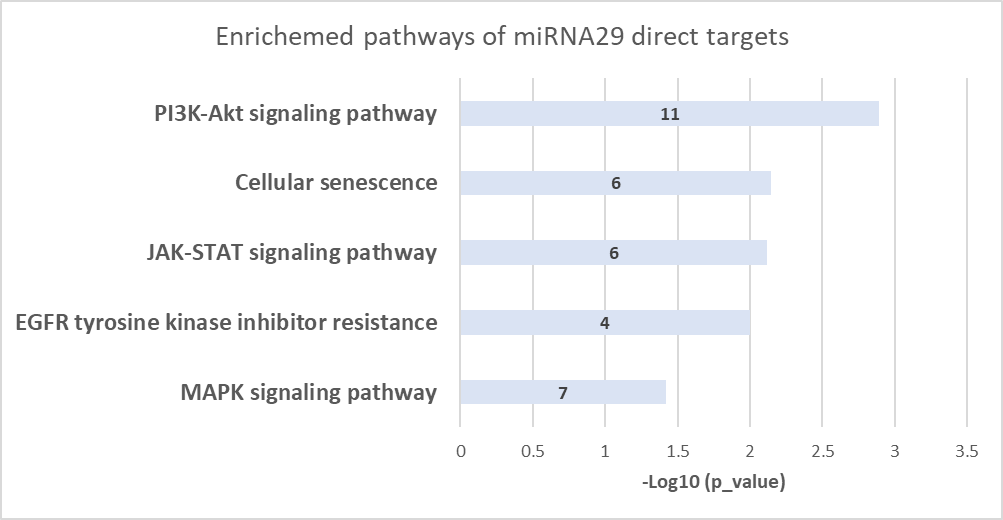 Enrichemed pathways of miRNA29 direct targets
PI3K-Akt signaling pathway
11
Cellular senescence
6
JAK-STAT signaling pathway
6
EGFR tyrosine kinase inhibitor resistance
4
MAPK signaling pathway
7
0 0.5 1 1.5 2 2.5 3 3.5
-Log10 (p_value)